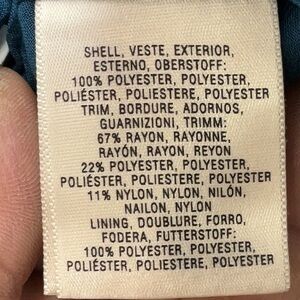 SHELL, VESTE, EXTERIOR,
ESTERNO, OBERSTOFF:
100% POLYESTER, POLYESTER,
POLIÉSTER, POLIESTERE, POLYESTER
TRIM, BORDURE, ADORNOS,
GUARNIZIONI, TRIMM:
67% RAYON, RAYONNE,
RAYÓN, RAYON, REYON
22% POLYESTER, POLYESTER,
POLIÉSTER, POLIESTERE, POLYESTER
11% NYLON, NYLON, NILÓN,
NAILON, NYLON
LINING, DOUBLURE, FORRO,
FODERA, FUTTERSTOFF:
100% POLYESTER, POLYESTER,
POLIÉSTER, POLIESTERE, POLYESTER